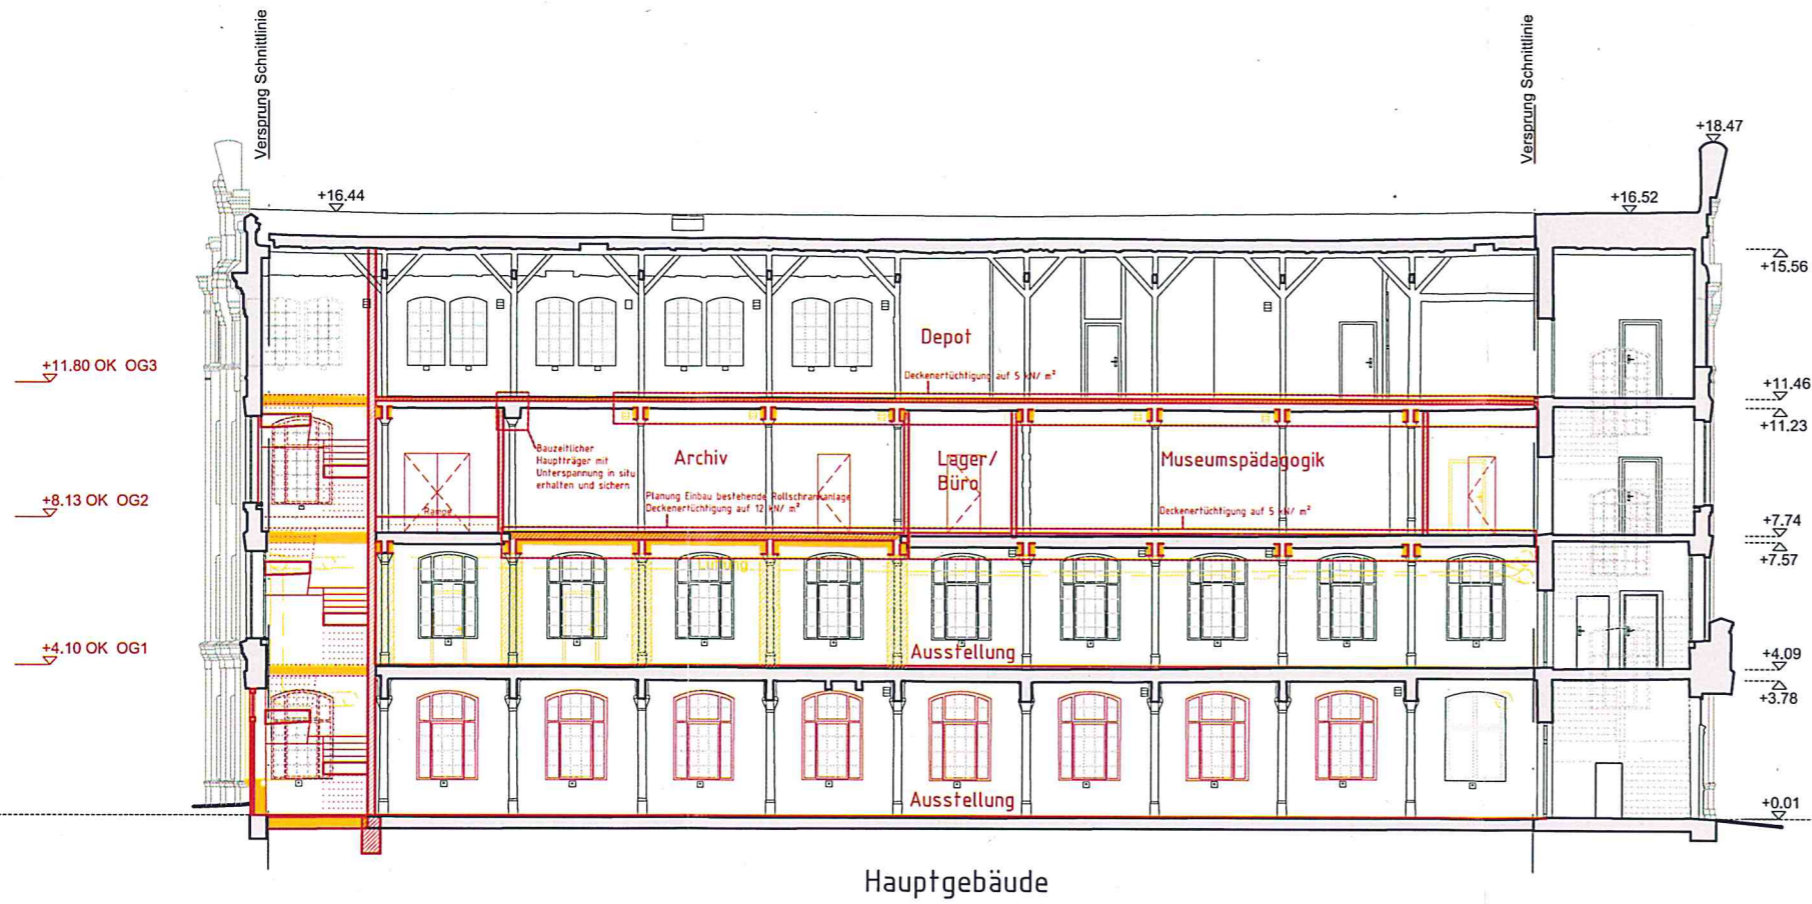 Versprung Schnittlinie
Versprung Schnittlinie
+18.47
+16.44
+16.52
+15.56
Depot
+11.80 OK OG3
Deckenertüchtigung auf 5 kN/ m²
+11.46
+11.23
Bauzeitlicher
Hauptträger mit
Unterspannung in situ
erhalten und sichern
Archiv
Lager/
Büro
Museumspädagogik
+8.13 OK OG2
Rampe
Planung Einbau bestehende Rollschrankanlage
Deckenertüchtigung auf 12 kN/ m²
Deckenertüchtigung auf 5 kN/ m²
+7.74
+7.57
Lüftung
+4.10 OK OG1
Ausstellung
+4.09
+3.78
Ausstellung
+0.01
Hauptgebäude